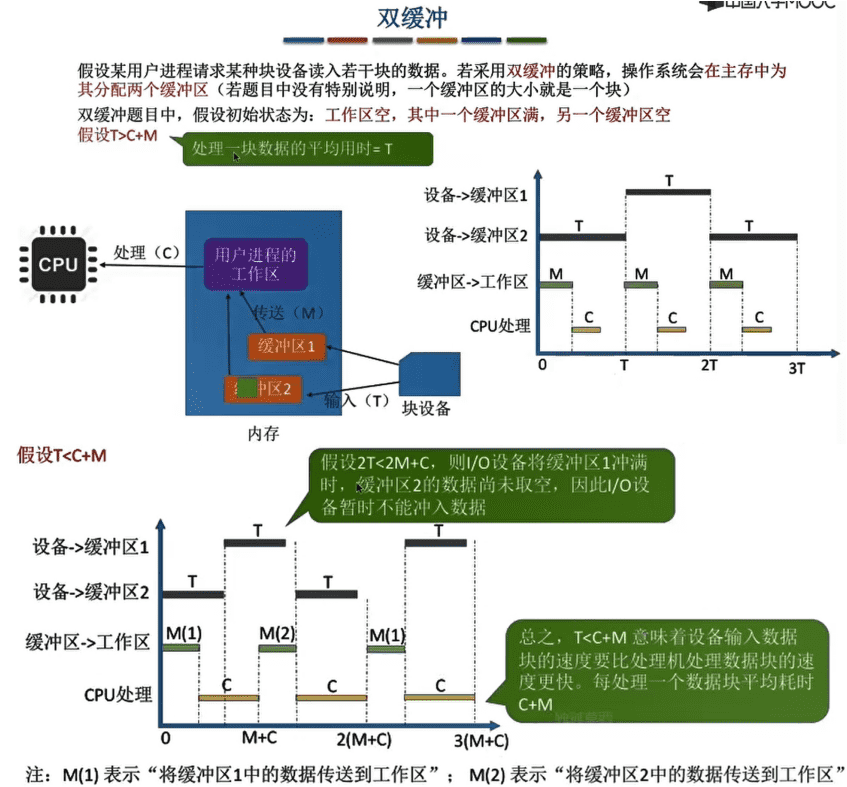 中国大学MOOC
双缓冲
假设某用户进程请求某种块设备读入若干块的数据。若采用双缓冲的策略，操作系统会在主存中为
其分配两个缓冲区（若题目中没有特别说明，一个缓冲区的大小就是一个块）
双缓冲题目中，假设初始状态为：工作区空，其中一个缓冲区满，另一个缓冲区空
假设T>C+M
处理一块数据的平均用时= T
CPU
处理（C）
用户进程的
工作区
传送（M）
缓冲区1
缓冲区2
输入（T）
块设备
内存
设备->缓冲区1
T
设备->缓冲区2
T
T
缓冲区->工作区
M
M
M
CPU处理
C
C
C
0
T
2T
3T
假设T<C+M
假设2T<2M+C，则I/O设备将缓冲区1冲满
时，缓冲区2的数据尚未取空，因此I/O设
备暂时不能冲入数据
设备->缓冲区1
T
T
设备->缓冲区2
T
T
缓冲区->工作区
M(1)
M(2)
M(1)
CPU处理
C
C
C
0
M+C
2(M+C)
3(M+C)
总之，T<C+M 意味着设备输入数据
块的速度要比处理机处理数据块的速
度更快。每处理一个数据块平均耗时
C+M
注：M(1) 表示“将缓冲区1中的数据传送到工作区”； M(2) 表示“将缓冲区2中的数据传送到工作区”